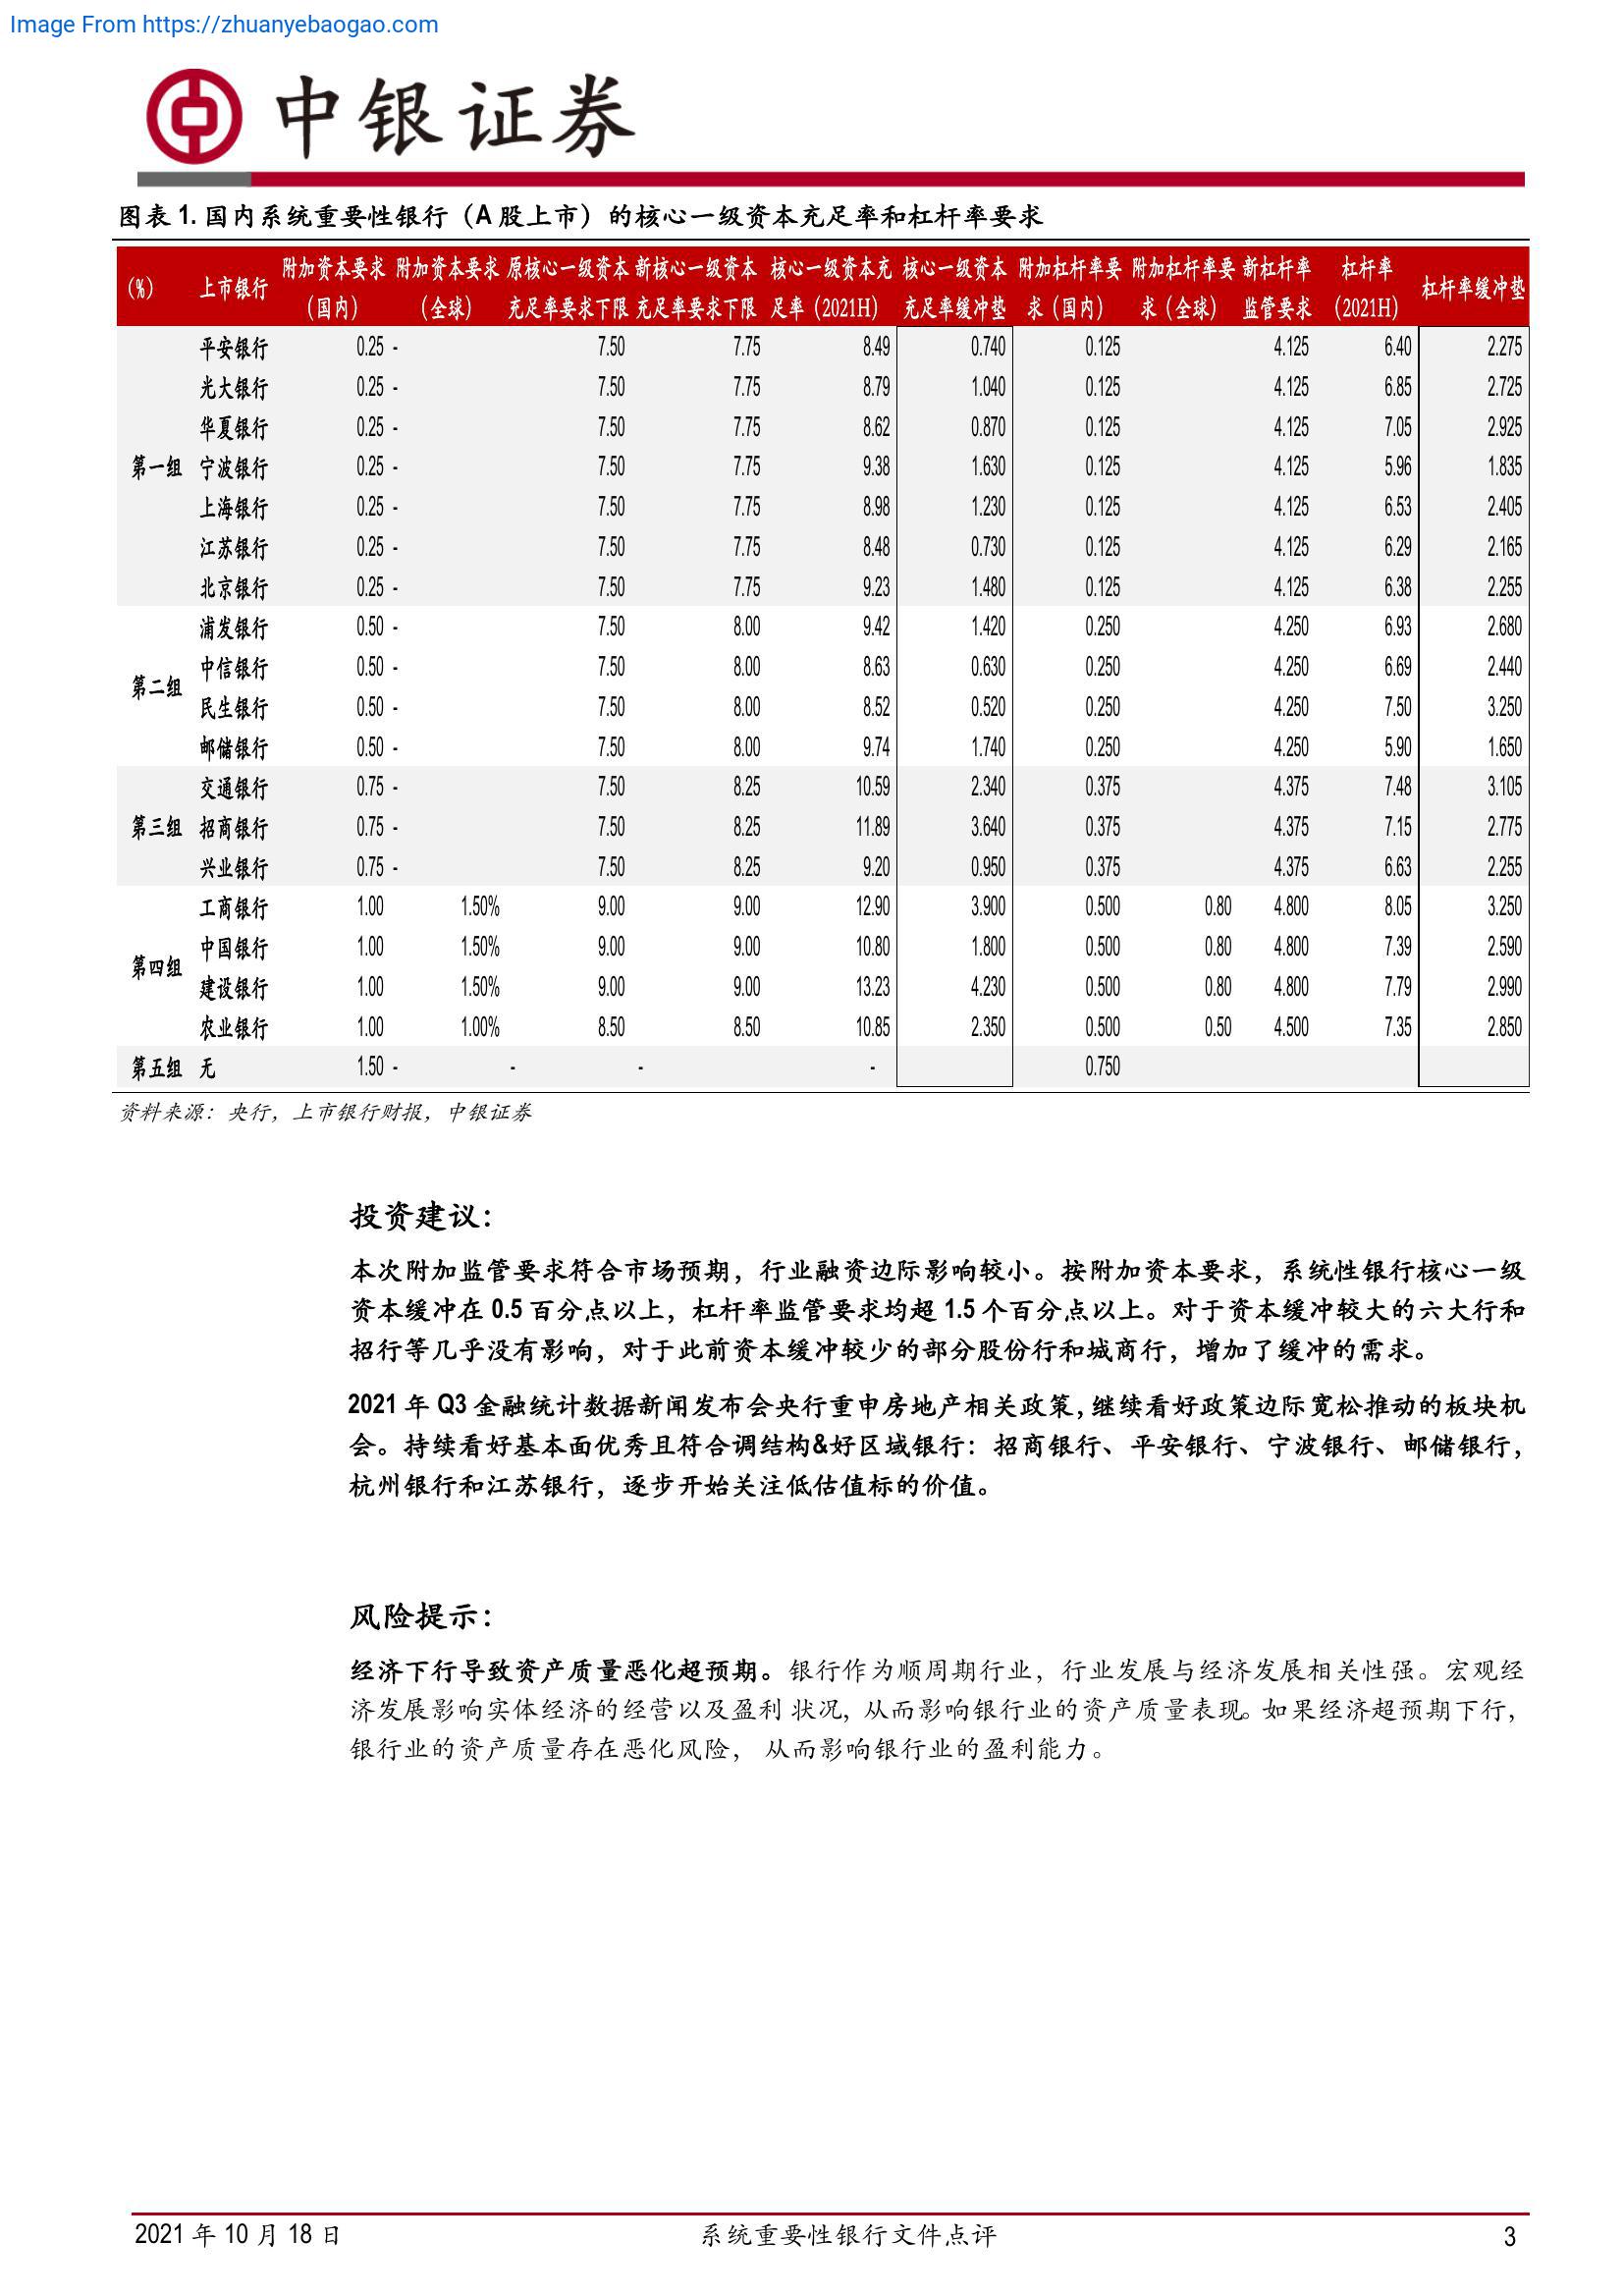 Image From https://zhuanyebaogao.com
中银证券
图表 1. 国内系统重要性银行（A 股上市）的核心一级资本充足率和杠杆率要求
（%） 上市银行 附加资本要求（国内） 附加资本要求（全球） 原核心一级资本充足率要求下限 新核心一级资本充足率要求下限 核心一级资本充足率（2021H） 核心一级资本充足率缓冲垫 附加杠杆率要求（国内） 附加杠杆率要求（全球） 新杠杆率监管要求 杠杆率（2021H） 杠杆率缓冲垫
平安银行 0.25 - 7.50 7.75 8.49 0.740 0.125 4.125 6.40 2.275
光大银行 0.25 - 7.50 7.75 8.79 1.040 0.125 4.125 6.85 2.725
华夏银行 0.25 - 7.50 7.75 8.62 0.870 0.125 4.125 7.05 2.925
第一组 宁波银行 0.25 - 7.50 7.75 9.38 1.630 0.125 4.125 5.96 1.835
上海银行 0.25 - 7.50 7.75 8.98 1.230 0.125 4.125 6.53 2.405
江苏银行 0.25 - 7.50 7.75 8.48 0.730 0.125 4.125 6.29 2.165
北京银行 0.25 - 7.50 7.75 9.23 1.480 0.125 4.125 6.38 2.255
浦发银行 0.50 - 7.50 8.00 9.42 1.420 0.250 4.250 6.93 2.680
中信银行 0.50 - 7.50 8.00 8.63 0.630 0.250 4.250 6.69 2.440
第二组
民生银行 0.50 - 7.50 8.00 8.52 0.520 0.250 4.250 7.50 3.250
邮储银行 0.50 - 7.50 8.00 9.74 1.740 0.250 4.250 5.90 1.650
交通银行 0.75 - 7.50 8.25 10.59 2.340 0.375 4.375 7.48 3.105
第三组 招商银行 0.75 - 7.50 8.25 11.89 3.640 0.375 4.375 7.15 2.775
兴业银行 0.75 - 7.50 8.25 9.20 0.950 0.375 4.375 6.63 2.255
工商银行 1.00 1.50% 9.00 9.00 12.90 3.900 0.500 0.80 4.800 8.05 3.250
中国银行 1.00 1.50% 9.00 9.00 10.80 1.800 0.500 0.80 4.800 7.39 2.590
第四组
建设银行 1.00 1.50% 9.00 9.00 13.23 4.230 0.500 0.80 4.800 7.79 2.990
农业银行 1.00 1.00% 8.50 8.50 10.85 2.350 0.500 0.50 4.500 7.35 2.850
第五组 无 1.50 - - - - 0.750
资料来源：央行，上市银行财报，中银证券
投资建议：
本次附加监管要求符合市场预期，行业融资边际影响较小。按附加资本要求，系统性银行核心一级
资本缓冲在 0.5 百分点以上，杠杆率监管要求均超 1.5 个百分点以上。对于资本缓冲较大的六大行和
招行等几乎没有影响，对于此前资本缓冲较少的部分股份行和城商行，增加了缓冲的需求。
2021 年 Q3 金融统计数据新闻发布会央行重申房地产相关政策，继续看好政策边际宽松推动的板块机
会。持续看好基本面优秀且符合调结构&好区域银行：招商银行、平安银行、宁波银行、邮储银行，
杭州银行和江苏银行，逐步开始关注低估值标的价值。
风险提示：
经济下行导致资产质量恶化超预期。银行作为顺周期行业，行业发展与经济发展相关性强。宏观经
济发展影响实体经济的经营以及盈利状况，从而影响银行业的资产质量表现。如果经济超预期下行，
银行业的资产质量存在恶化风险， 从而影响银行业的盈利能力。
2021 年 10 月 18 日 系统重要性银行文件点评 3